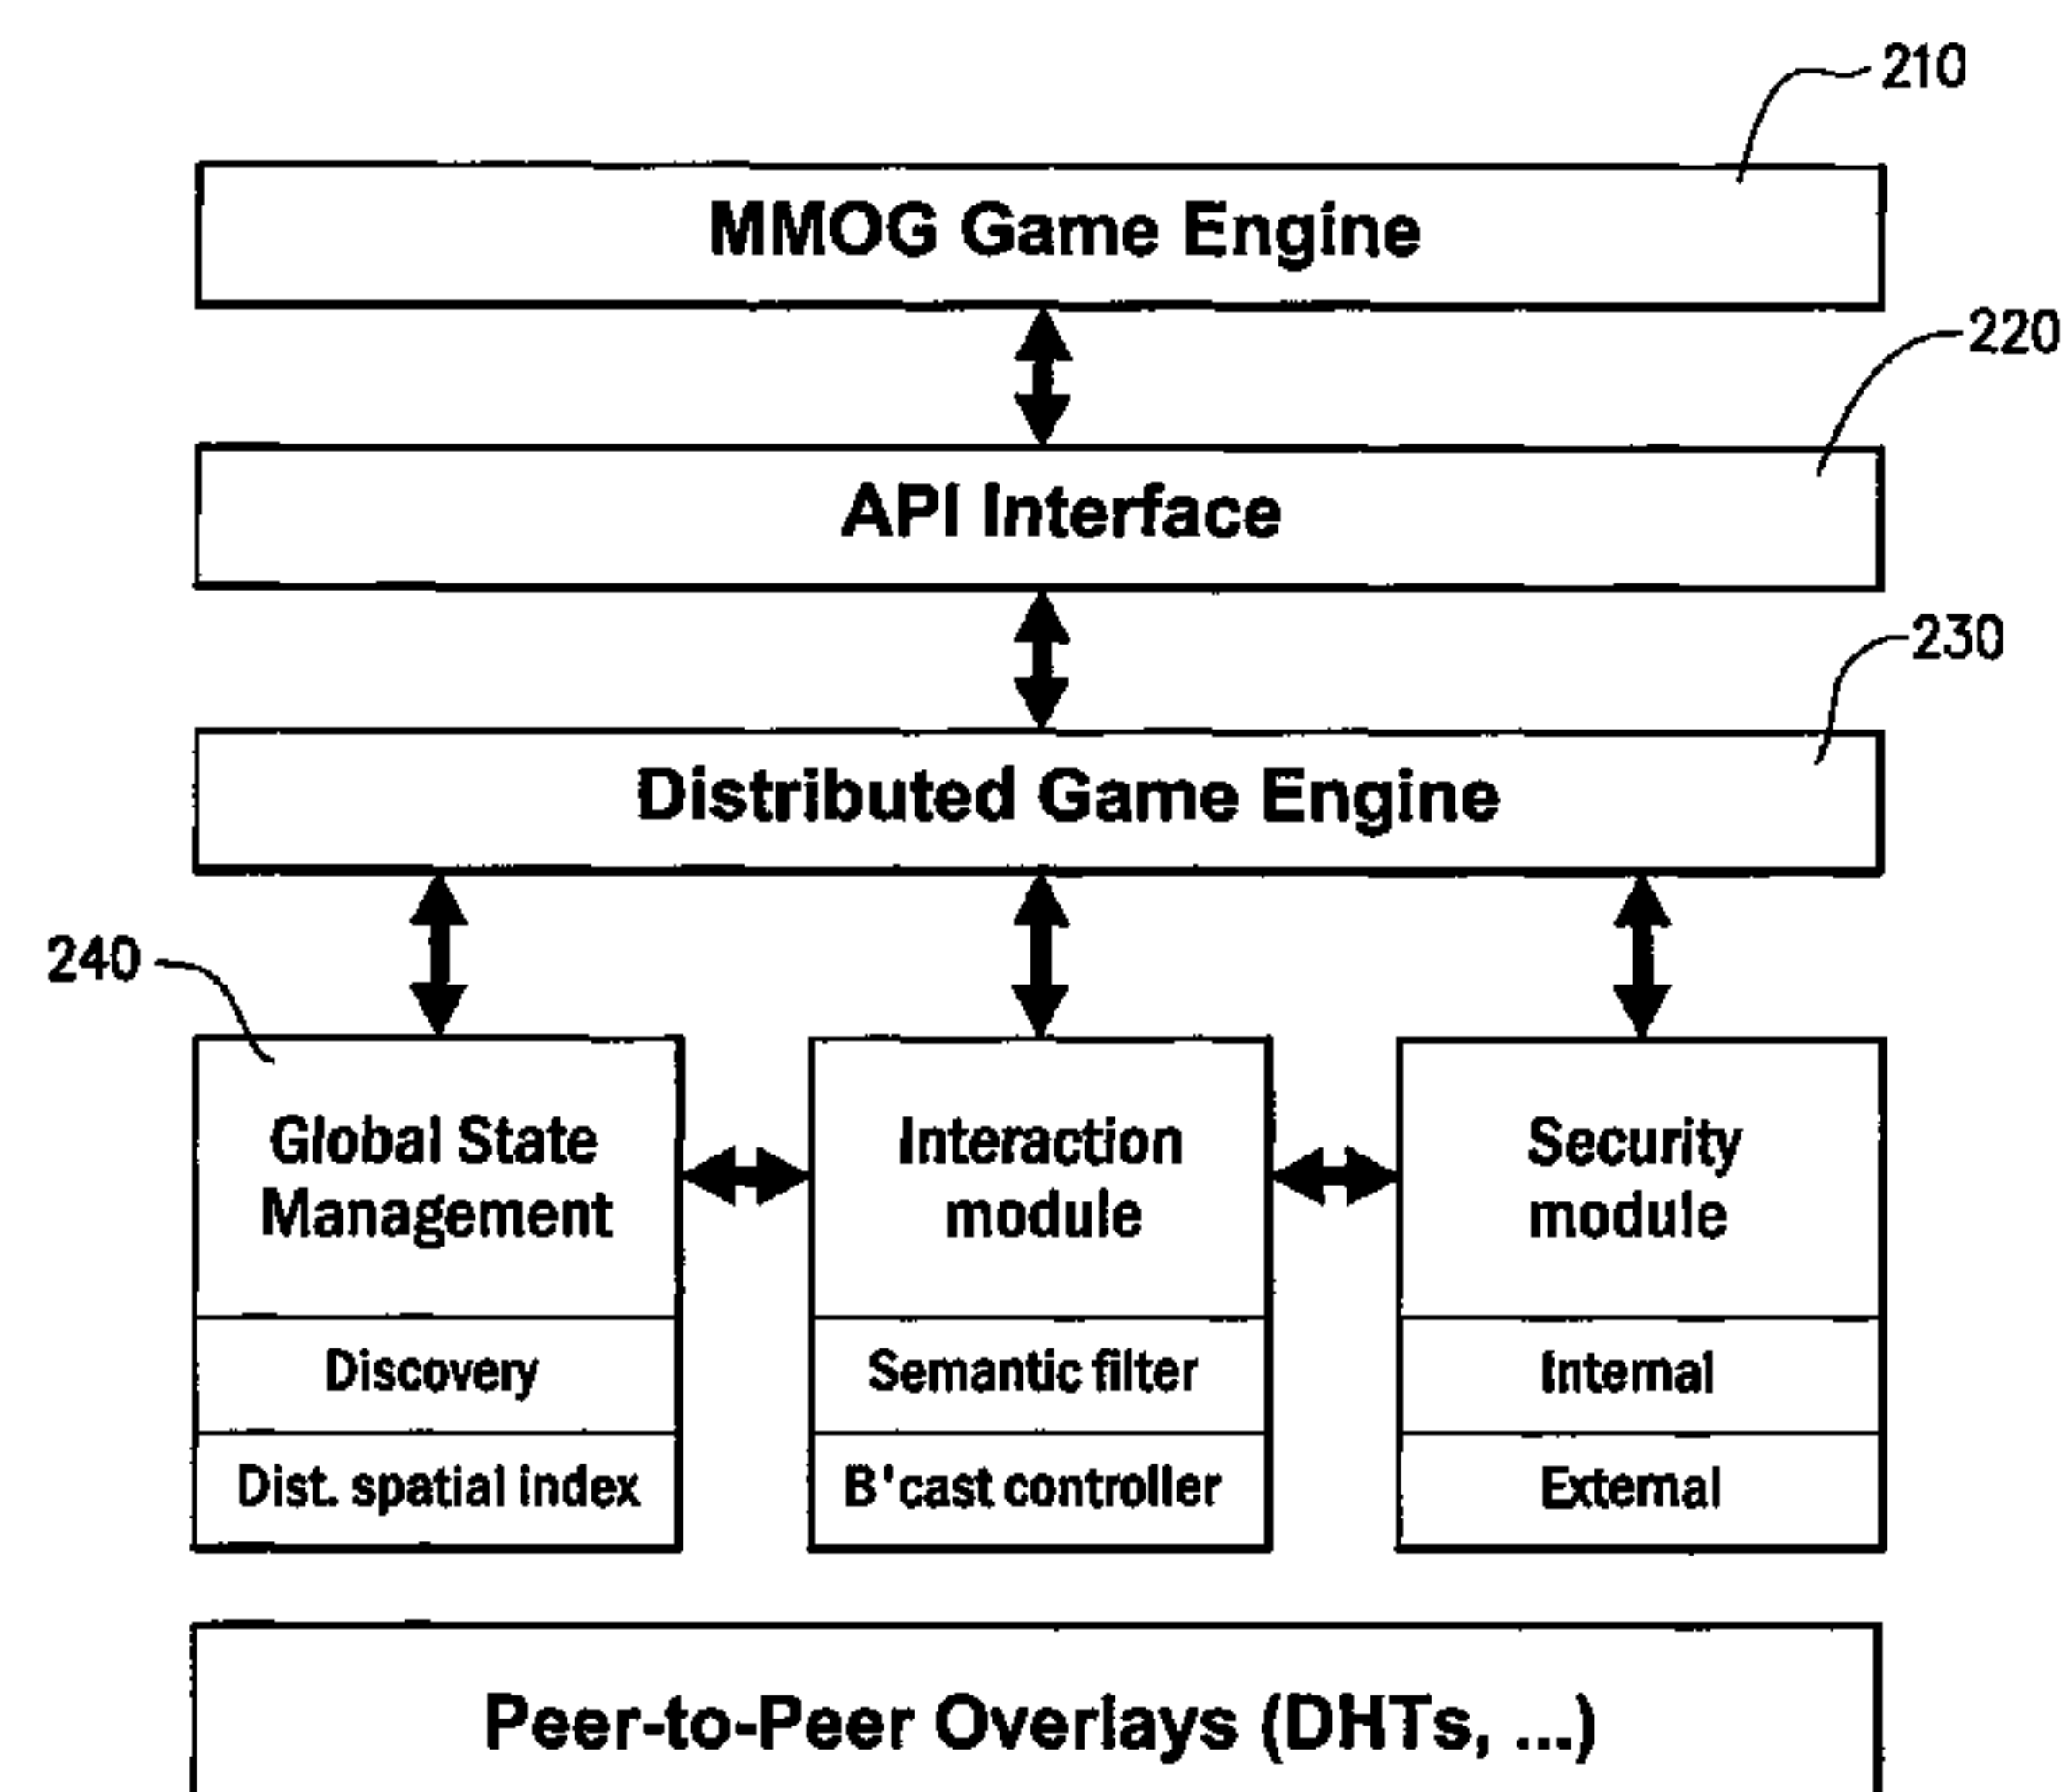 210
MMOG Game Engine
220
API Interface
230
Distributed Game Engine
240
Global State
Management
Interaction
module
Security
module
Discovery
Semantic filter
Internal
Dist. spatial index
B'cast controller
External
Peer-to-Peer Overlays (DHTs, ...)